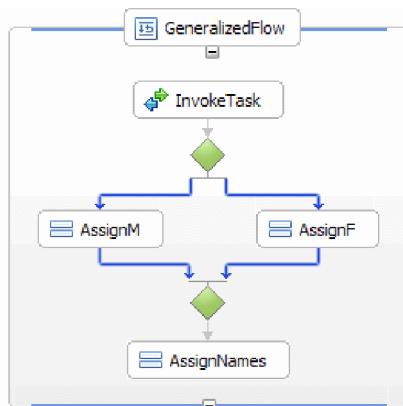 GeneralizedFlow
InvokeTask
AssignM
AssignF
AssignNames